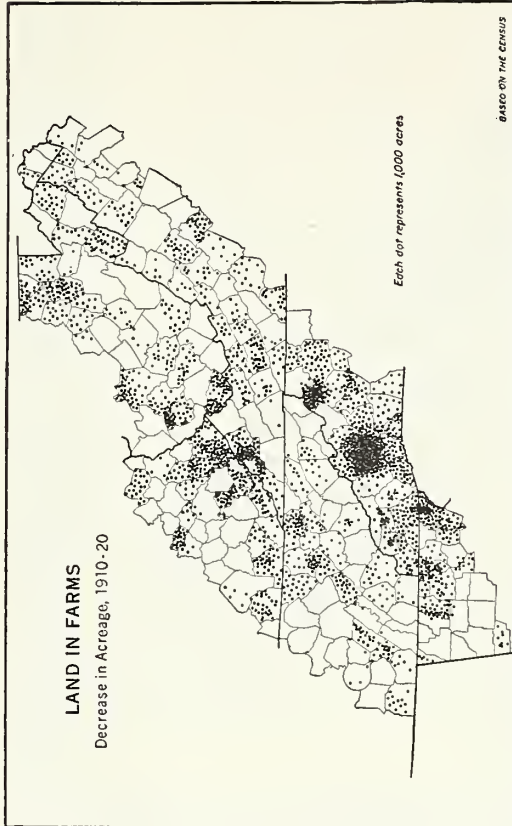 LAND IN FARMS
Decrease in Acreage, 1910-20
Each dot represents 1,000 acres
BASED ON THE CENSUS